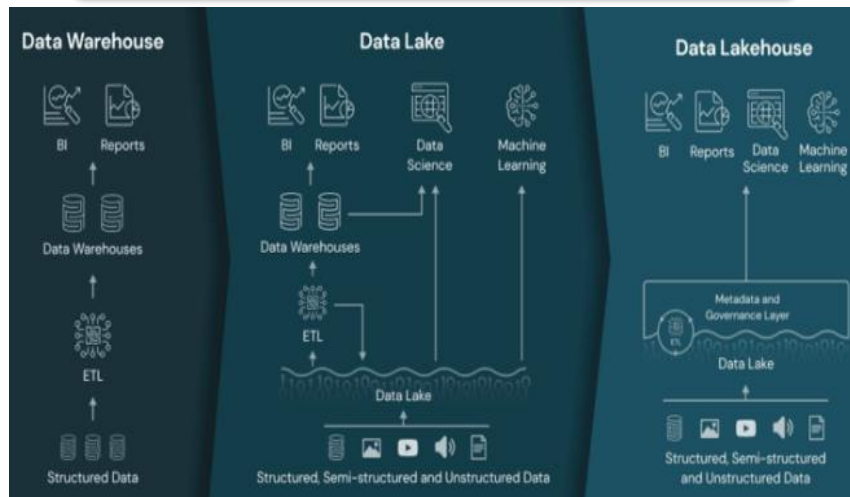 Data Warehouse
BI Reports
Data Warehouses
ETL
Structured Data
Data Lake
BI Reports Data Science Machine Learning
Data Warehouses
ETL
Data Lake
Structured, Semi-structured and Unstructured Data
Data Lakehouse
BI Reports Data Science Machine Learning
Metadata and
Governance Layer
ETL
Data Lake
Structured, Semi-structured
and Unstructured Data